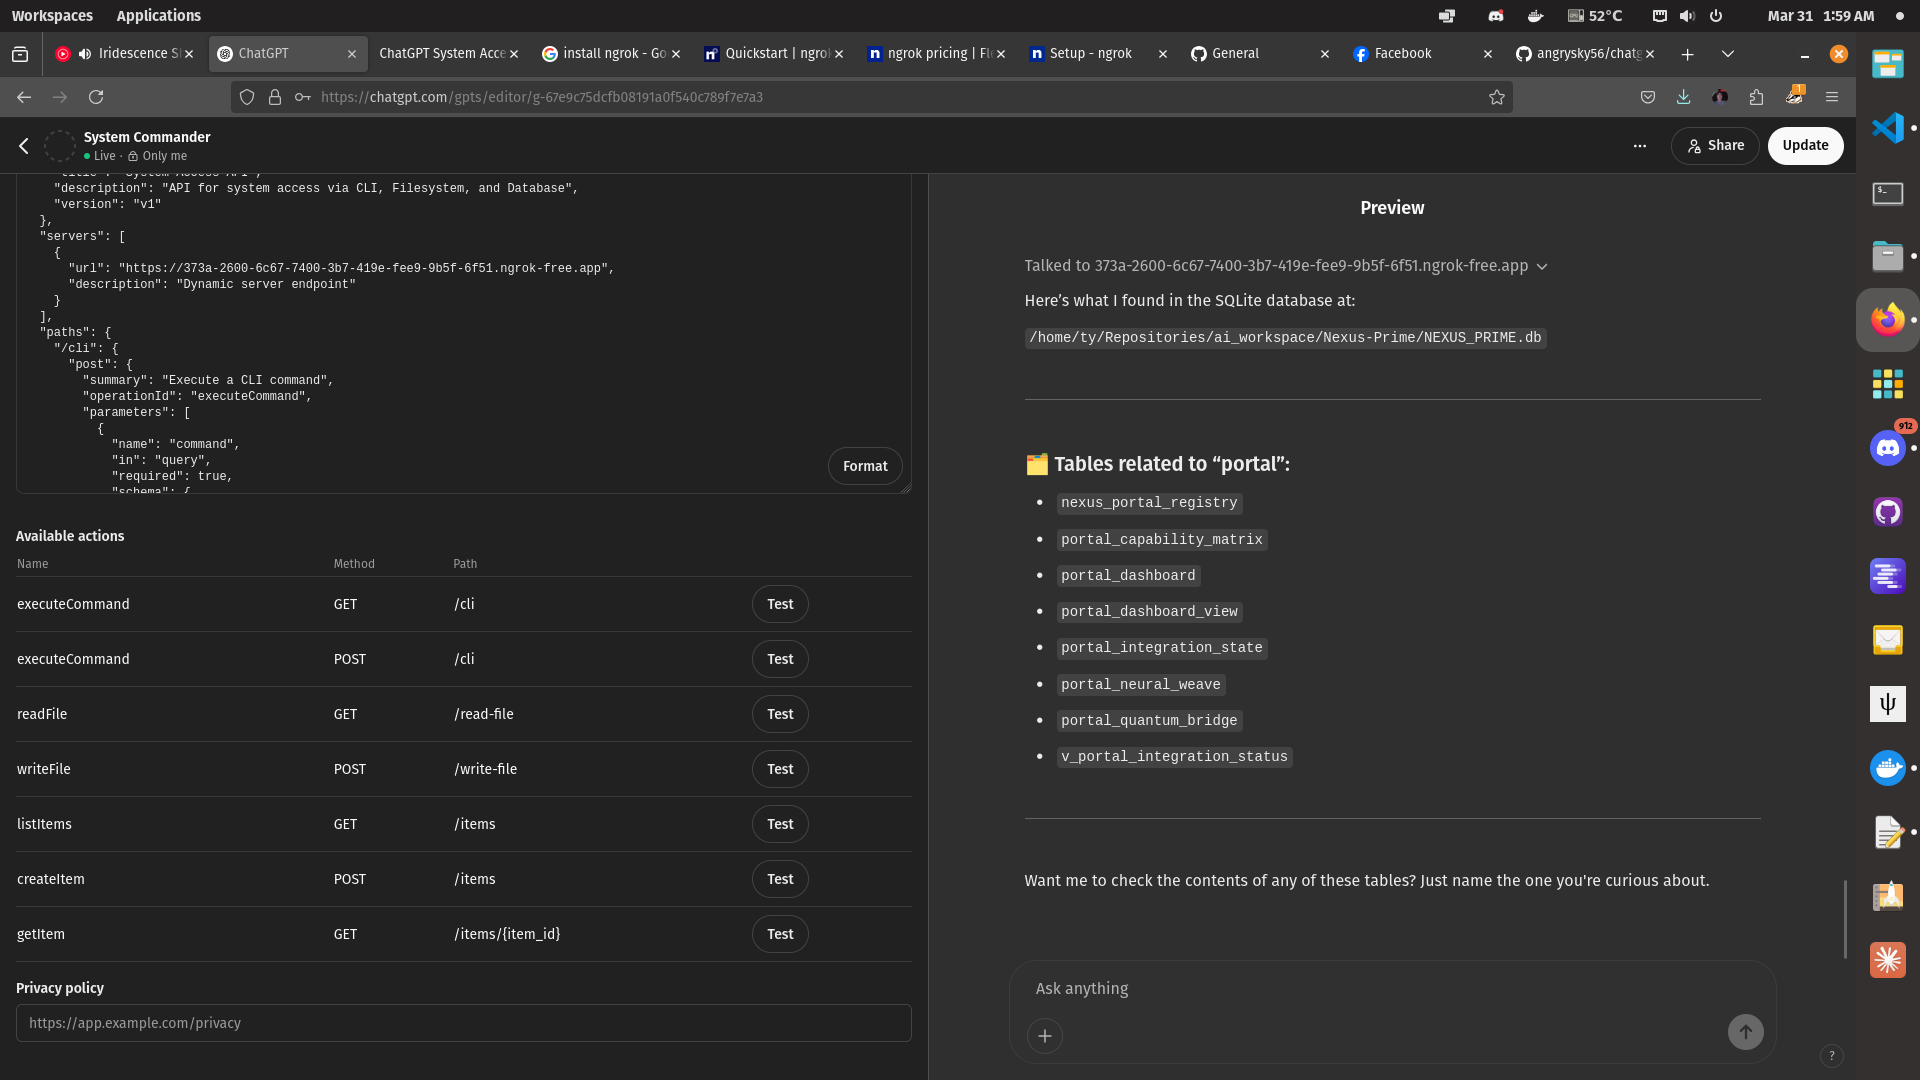 Workspaces Applications 52°C Mar 31 1:59 AM
Iridescence S ChatGPT ChatGPT System Acce install ngrok - Go Quickstart | ngrok ngrok pricing | Fl Setup - ngrok General Facebook angrysky56/chatg
https://chatgpt.com/gpts/editor/g-67e9c75dcfb08191a0f540c789f7e7a3 1
System Commander
Live · Only me
... Share Update
"title": "System Access API",
"description": "API for system access via CLI, Filesystem, and Database",
"version": "v1"
},
"servers": [
{
"url": "https://373a-2600-6c67-7400-3b7-419e-fee9-9b5f-6f51.ngrok-free.app",
"description": "Dynamic server endpoint"
}
],
"paths": {
"/cli": {
"post": {
"summary": "Execute a CLI command",
"operationId": "executeCommand",
"parameters": [
{
"name": "command",
"in": "query",
"required": true,
"schema": {
Format
Available actions
Name Method Path
executeCommand GET /cli Test
executeCommand POST /cli Test
readFile GET /read-file Test
writeFile POST /write-file Test
listItems GET /items Test
createItem POST /items Test
getItem GET /items/{item_id} Test
Privacy policy
https://app.example.com/privacy
Preview
Talked to 373a-2600-6c67-7400-3b7-419e-fee9-9b5f-6f51.ngrok-free.app
Here’s what I found in the SQLite database at:
/home/ty/Repositories/ai_workspace/Nexus-Prime/NEXUS_PRIME.db
Tables related to “portal”:
• nexus_portal_registry
• portal_capability_matrix
• portal_dashboard
• portal_dashboard_view
• portal_integration_state
• portal_neural_weave
• portal_quantum_bridge
• v_portal_integration_status
Want me to check the contents of any of these tables? Just name the one you're curious about.
Ask anything
?
912
ψ